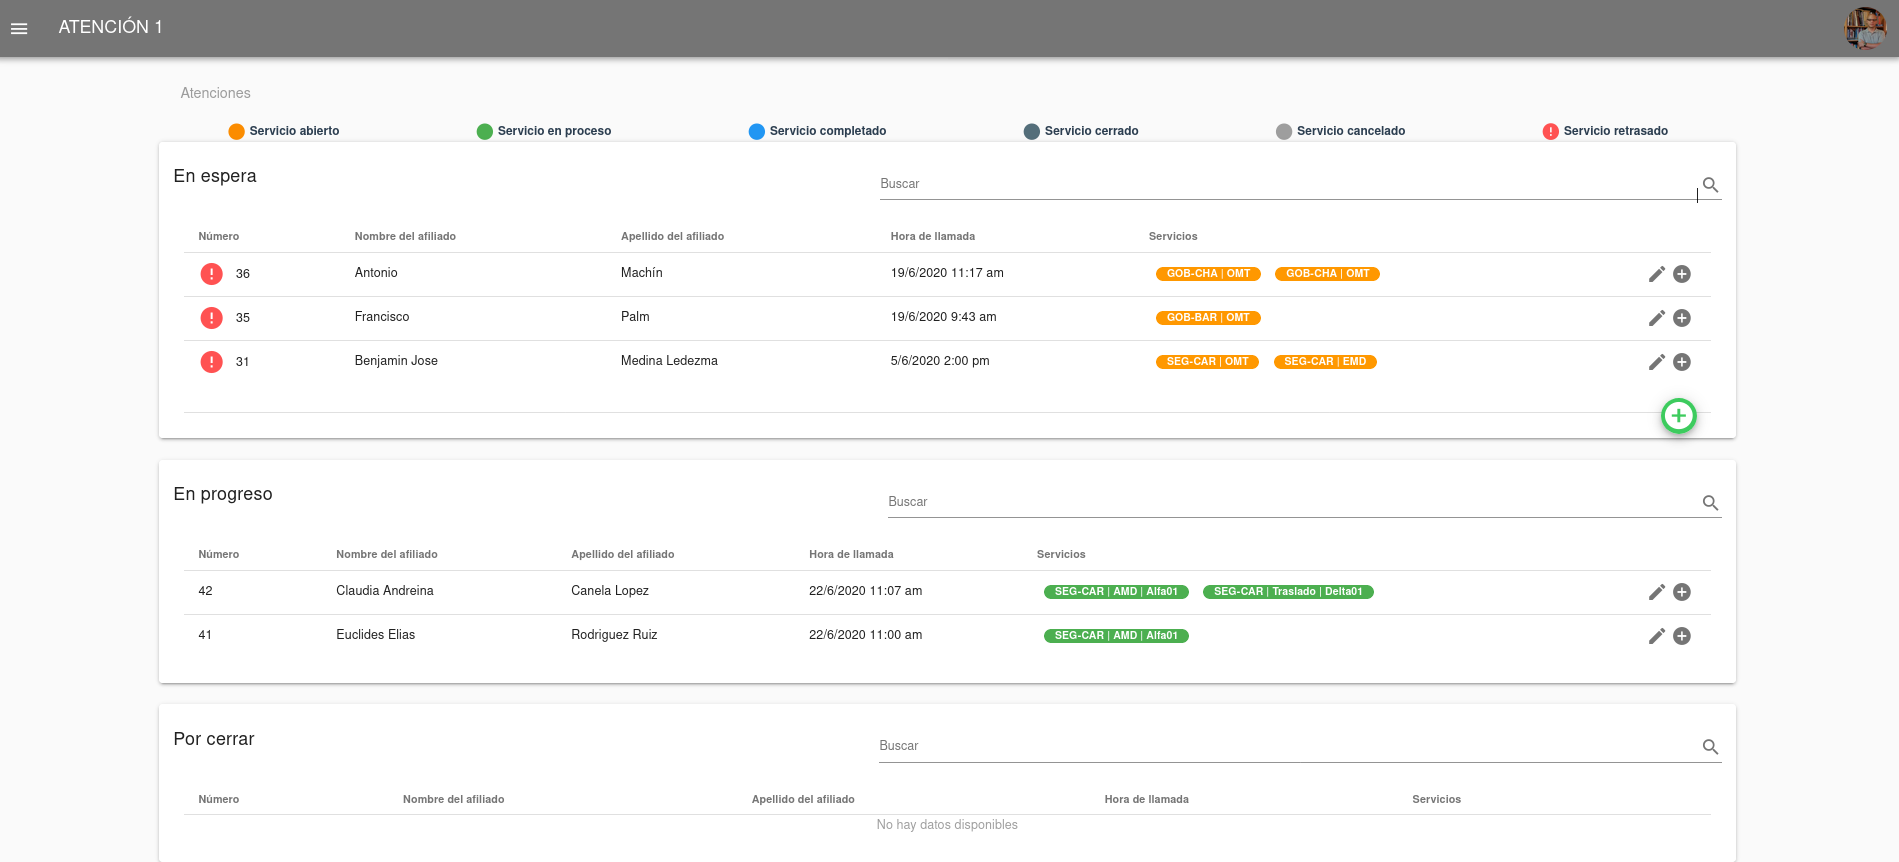 ATENCIÓN 1
Atenciones
Servicio abierto Servicio en proceso Servicio completado Servicio cerrado Servicio cancelado Servicio retrasado
En espera
Buscar
Número Nombre del afiliado Apellido del afiliado Hora de llamada Servicios
36 Antonio Machín 19/6/2020 11:17 am GOB-CHA | OMT GOB-CHA | OMT
35 Francisco Palm 19/6/2020 9:43 am GOB-BAR | OMT
31 Benjamin Jose Medina Ledezma 5/6/2020 2:00 pm SEG-CAR | OMT SEG-CAR | EMD
En progreso
Buscar
Número Nombre del afiliado Apellido del afiliado Hora de llamada Servicios
42 Claudia Andreina Canela Lopez 22/6/2020 11:07 am SEG-CAR | AMD | Alfa01 SEG-CAR | Traslado | Delta01
41 Euclides Elias Rodriguez Ruiz 22/6/2020 11:00 am SEG-CAR | AMD | Alfa01
Por cerrar
Buscar
Número Nombre del afiliado Apellido del afiliado Hora de llamada Servicios
No hay datos disponibles